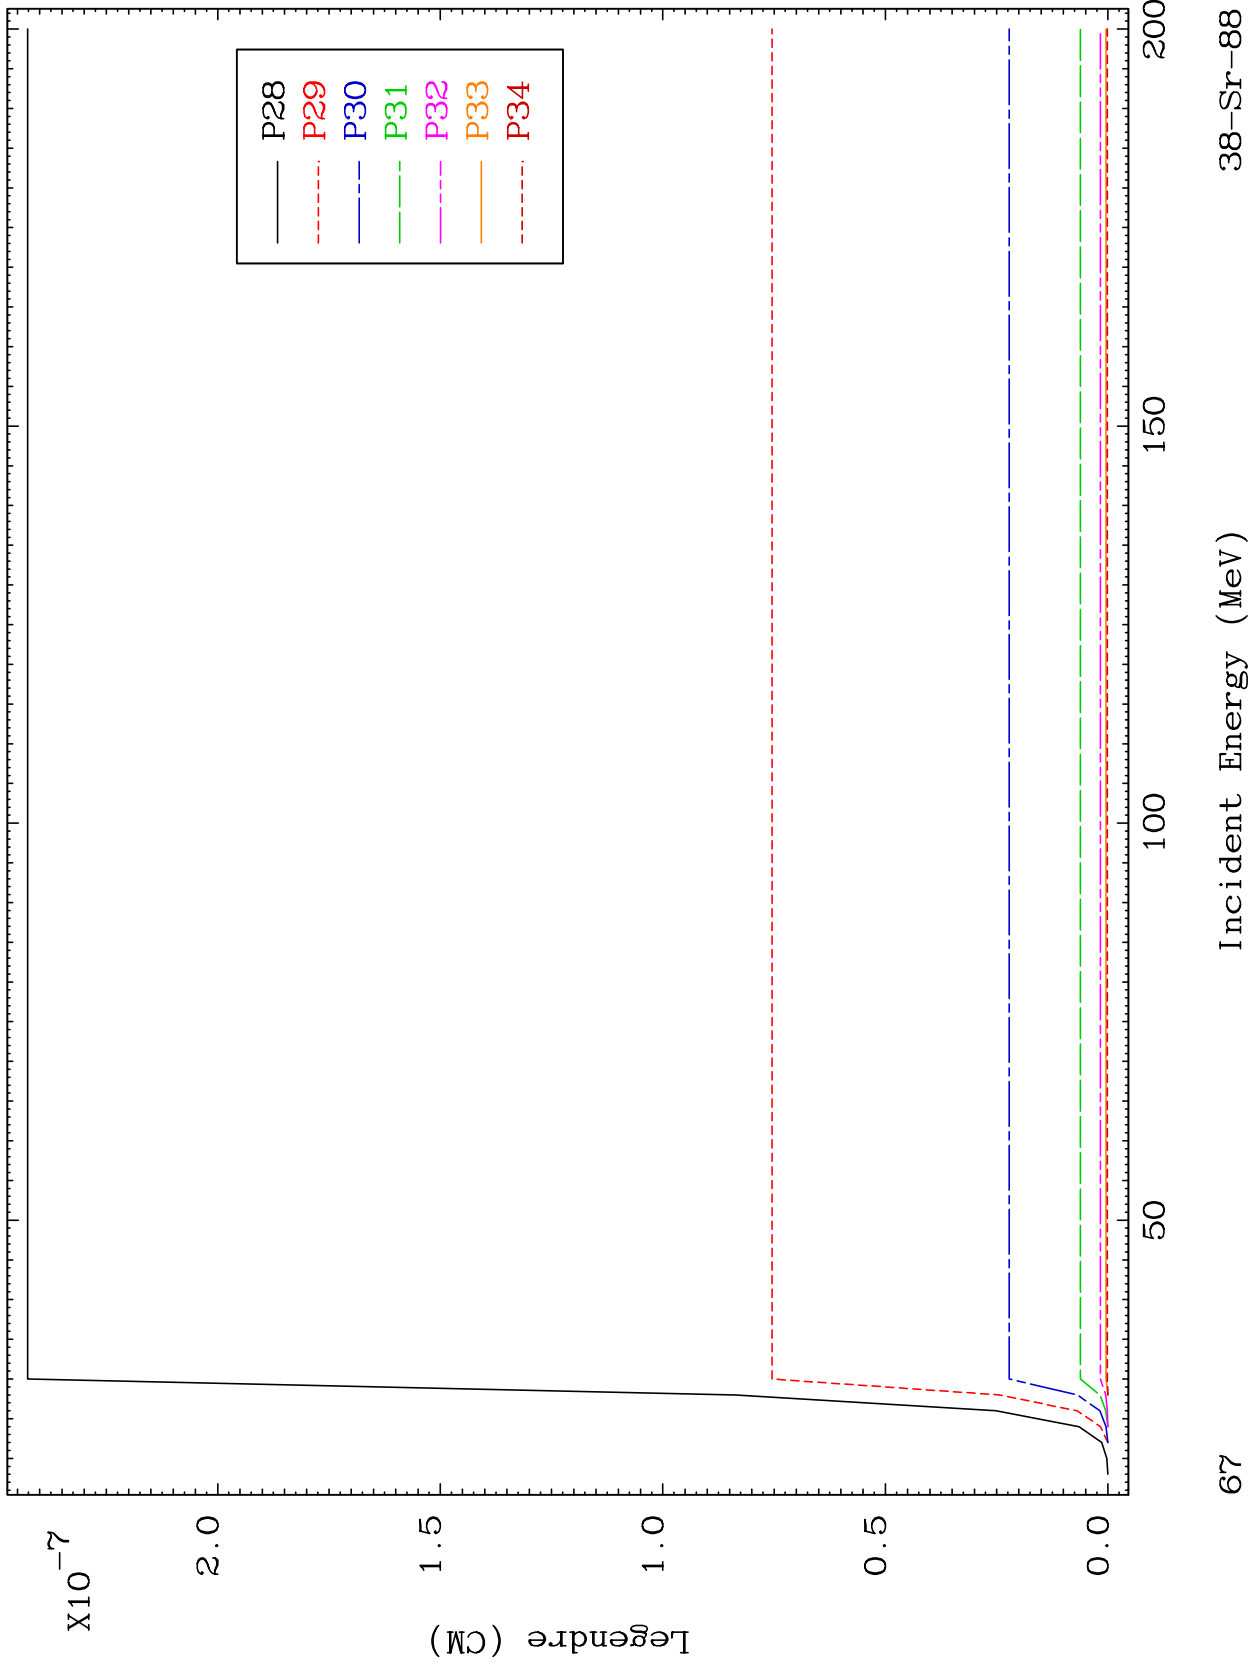 X10-7
2.0
1.5
1.0
0.5
0.0
Legendre (CM)
P28
P29
P30
P31
P32
P33
P34
50
100
150
200
Incident Energy (MeV)
67
38-Sr-88